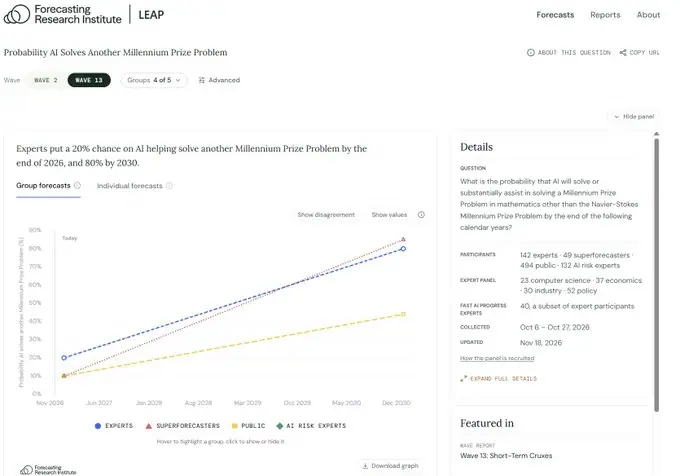 Forecasting
Research Institute
LEAP
Forecasts Reports About
Probability AI Solves Another Millennium Prize Problem
ABOUT THIS QUESTION COPY URL
Wave WAVE 2 WAVE 13 Groups 4 of 5 Advanced
Hide panel
Experts put a 20% chance on AI helping solve another Millennium Prize Problem by the
end of 2026, and 80% by 2030.
Group forecasts Individual forecasts
Show disagreement Show values
Probability AI solves another Millennium Prize Problem (%)
90%
80%
70%
60%
50%
40%
30%
20%
10%
0%
Today
Nov 2026 Jun 2027 Jan 2028 Aug 2028 Mar 2029 Oct 2029 May 2030 Dec 2030
EXPERTS SUPERFORECASTERS PUBLIC AI RISK EXPERTS
Hover to highlight a group, click to show or hide it
Forecasting
Research Institute
Download graph
Details
QUESTION
What is the probability that AI will solve or
substantially assist in solving a Millennium Prize
Problem in mathematics other than the Navier-Stokes
Millennium Prize Problem by the end of the following
calendar years?
PARTICIPANTS
142 experts · 49 superforecasters ·
494 public · 132 AI risk experts
EXPERT PANEL
23 computer science · 37 economics
· 30 industry · 52 policy
FAST AI PROGRESS
EXPERTS
40, a subset of expert participants
COLLECTED
Oct 6 – Oct 27, 2026
UPDATED
Nov 18, 2026
How the panel is recruited
EXPAND FULL DETAILS
Featured in
WAVE REPORT
Wave 13: Short-Term Cruxes